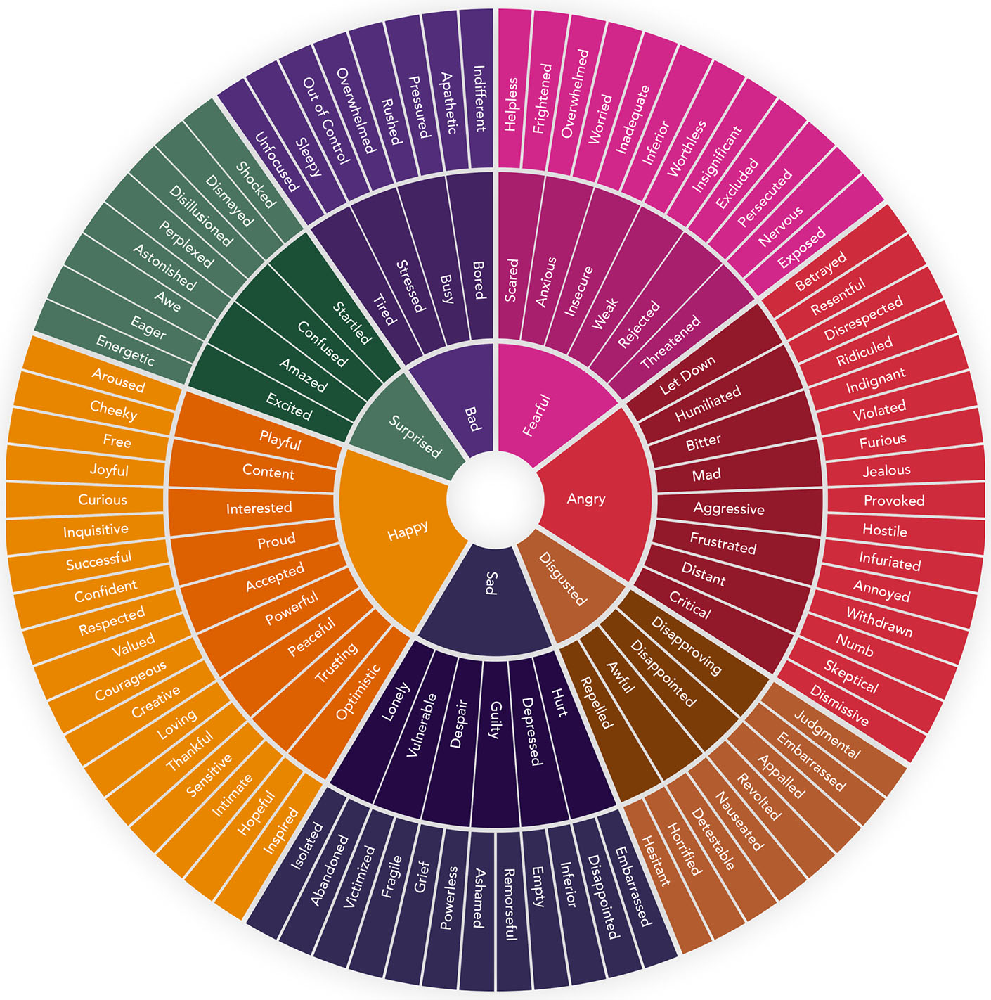 Fearful
Angry
Disgusted
Sad
Happy
Surprised
Bad
Scared
Anxious
Insecure
Weak
Rejected
Threatened
Let Down
Humiliated
Bitter
Mad
Aggressive
Frustrated
Distant
Critical
Disapproving
Disappointed
Awful
Repelled
Hurt
Depressed
Guilty
Despair
Vulnerable
Lonely
Optimistic
Trusting
Peaceful
Powerful
Accepted
Proud
Interested
Content
Playful
Excited
Amazed
Confused
Startled
Tired
Stressed
Busy
Bored
Helpless
Frightened
Overwhelmed
Worried
Inadequate
Inferior
Worthless
Insignificant
Excluded
Persecuted
Nervous
Exposed
Betrayed
Resentful
Disrespected
Ridiculed
Indignant
Violated
Furious
Jealous
Provoked
Hostile
Infuriated
Annoyed
Withdrawn
Numb
Skeptical
Dismissive
Judgmental
Embarrassed
Appalled
Revolted
Nauseated
Detestable
Horrified
Hesitant
Embarrassed
Disappointed
Inferior
Empty
Remorseful
Ashamed
Powerless
Grief
Fragile
Victimized
Abandoned
Isolated
Inspired
Hopeful
Intimate
Sensitive
Thankful
Loving
Creative
Courageous
Valued
Respected
Confident
Successful
Inquisitive
Curious
Joyful
Free
Cheeky
Aroused
Energetic
Eager
Awe
Astonished
Perplexed
Disillusioned
Dismayed
Shocked
Unfocused
Sleepy
Out of Control
Overwhelmed
Rushed
Pressured
Apathetic
Indifferent